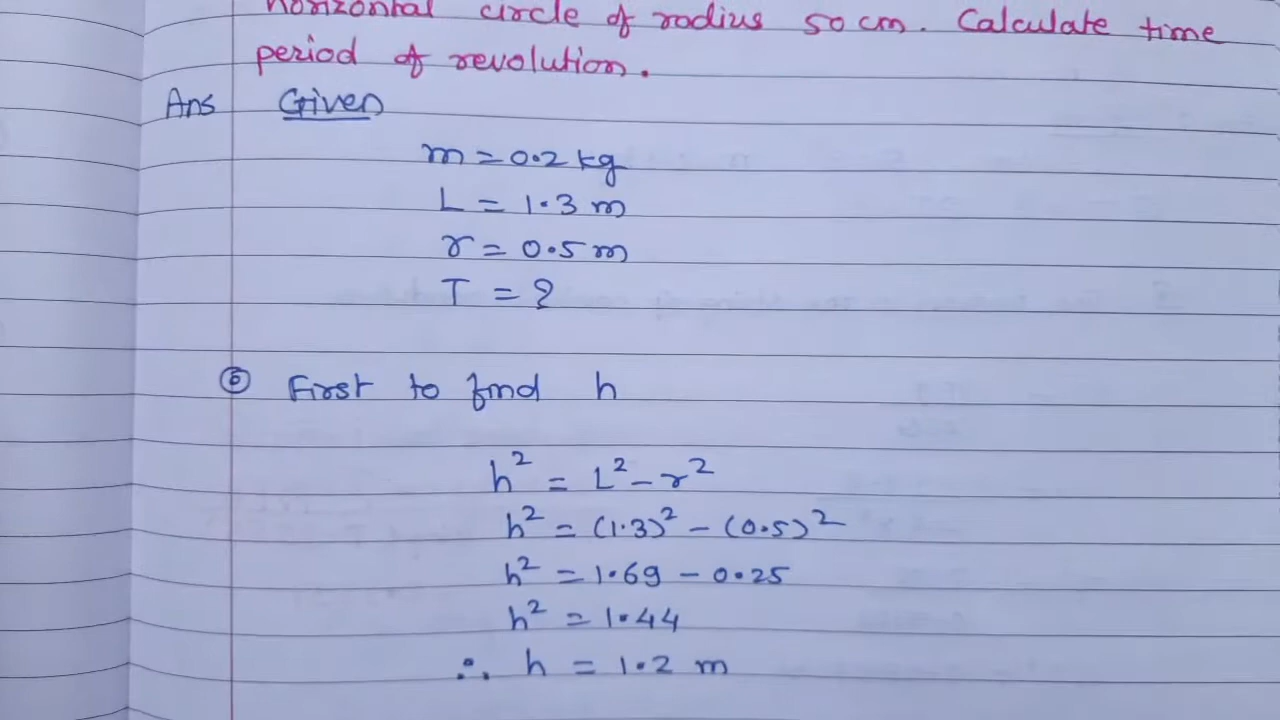 horizontal circle of radius 50 cm. Calculate time
period of revolution.
Ans Given
m = 0.2 kg
L = 1.3 m
r = 0.5 m
T = ?
⑥ First to find h
h² = L² - r²
h² = (1.3)² - (0.5)²
h² = 1.69 - 0.25
h² = 1.44
∴ h = 1.2 m